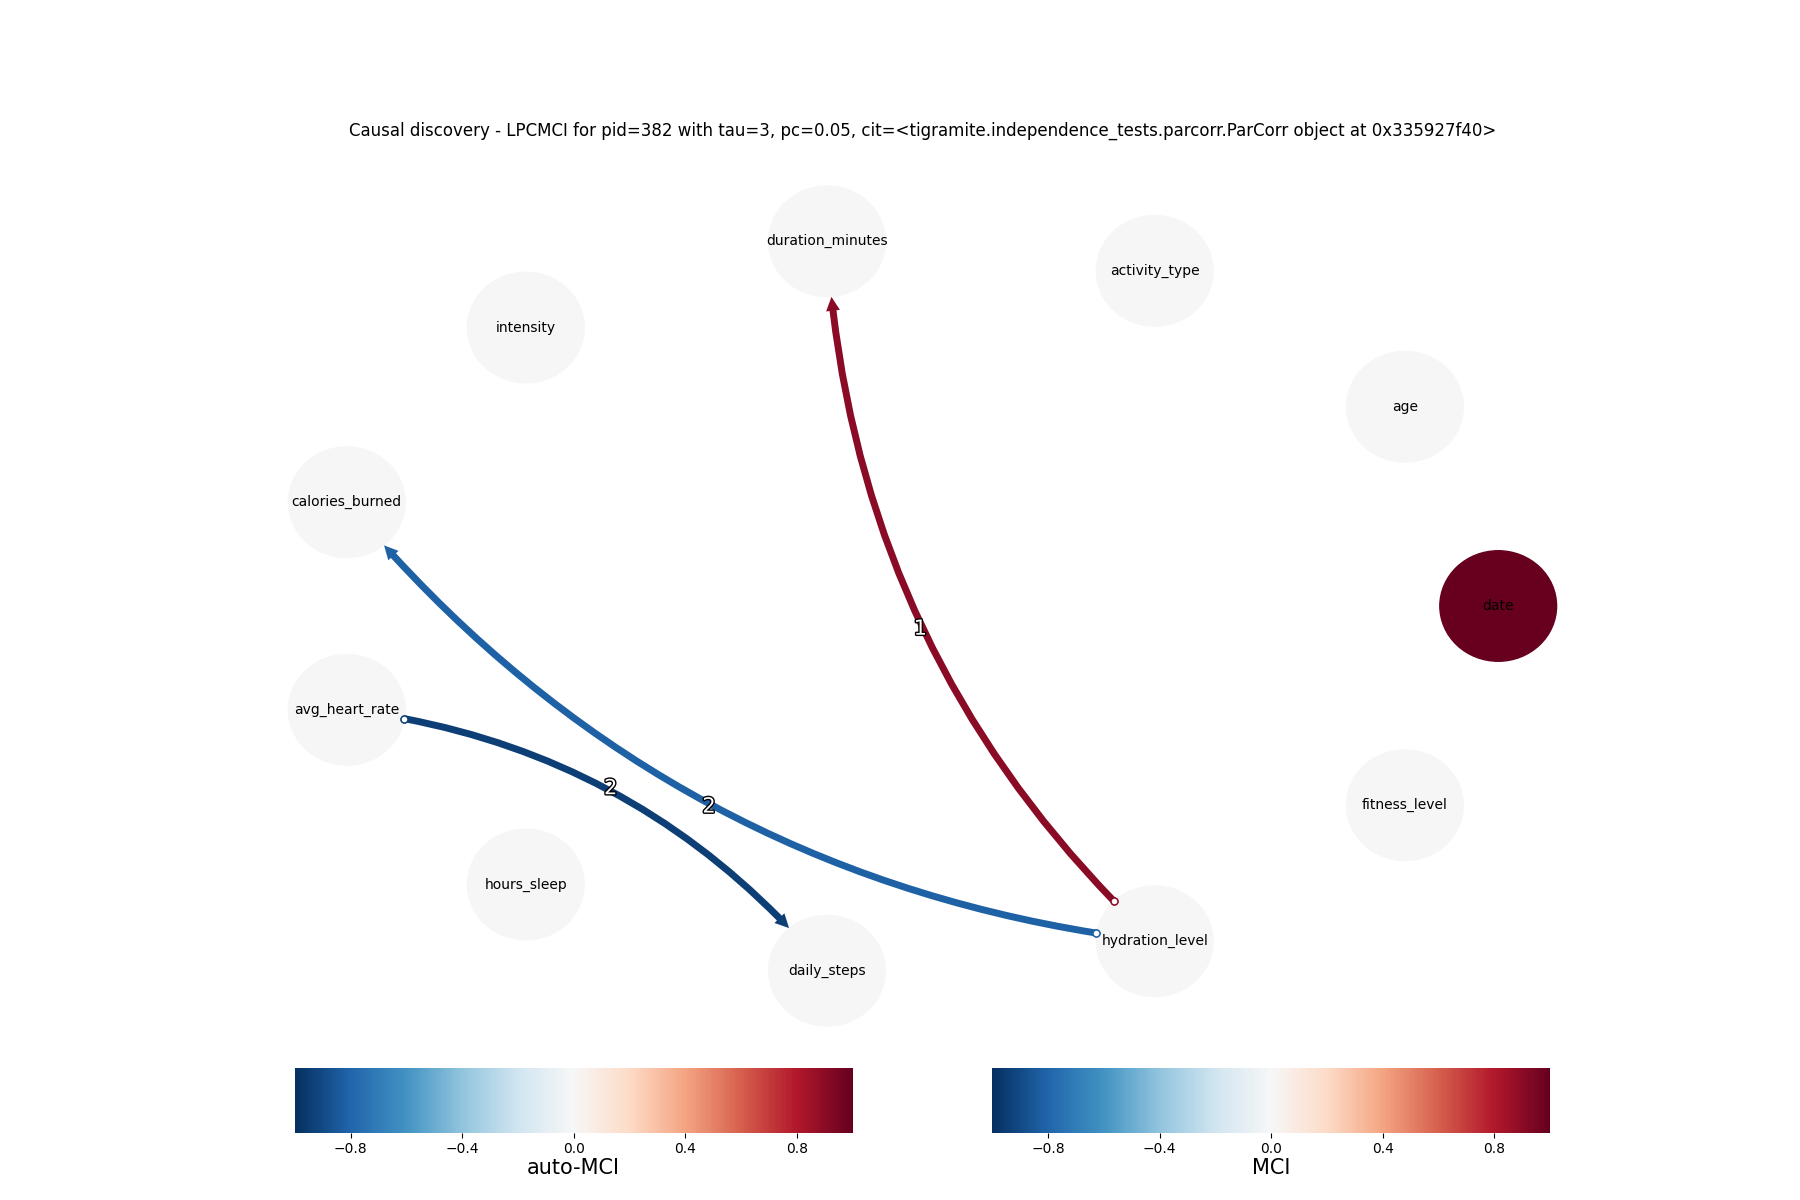 Causal discovery - LPCMCI for pid=382 with tau=3, pc=0.05, cit=<tigramite.independence_tests.parcorr.ParCorr object at 0x335927f40>
duration_minutes
activity_type
intensity
age
calories_burned
date
1
avg_heart_rate
2
2
fitness_level
hours_sleep
hydration_level
daily_steps
−0.8 −0.4 0.0 0.4 0.8
auto-MCI
−0.8 −0.4 0.0 0.4 0.8
MCI